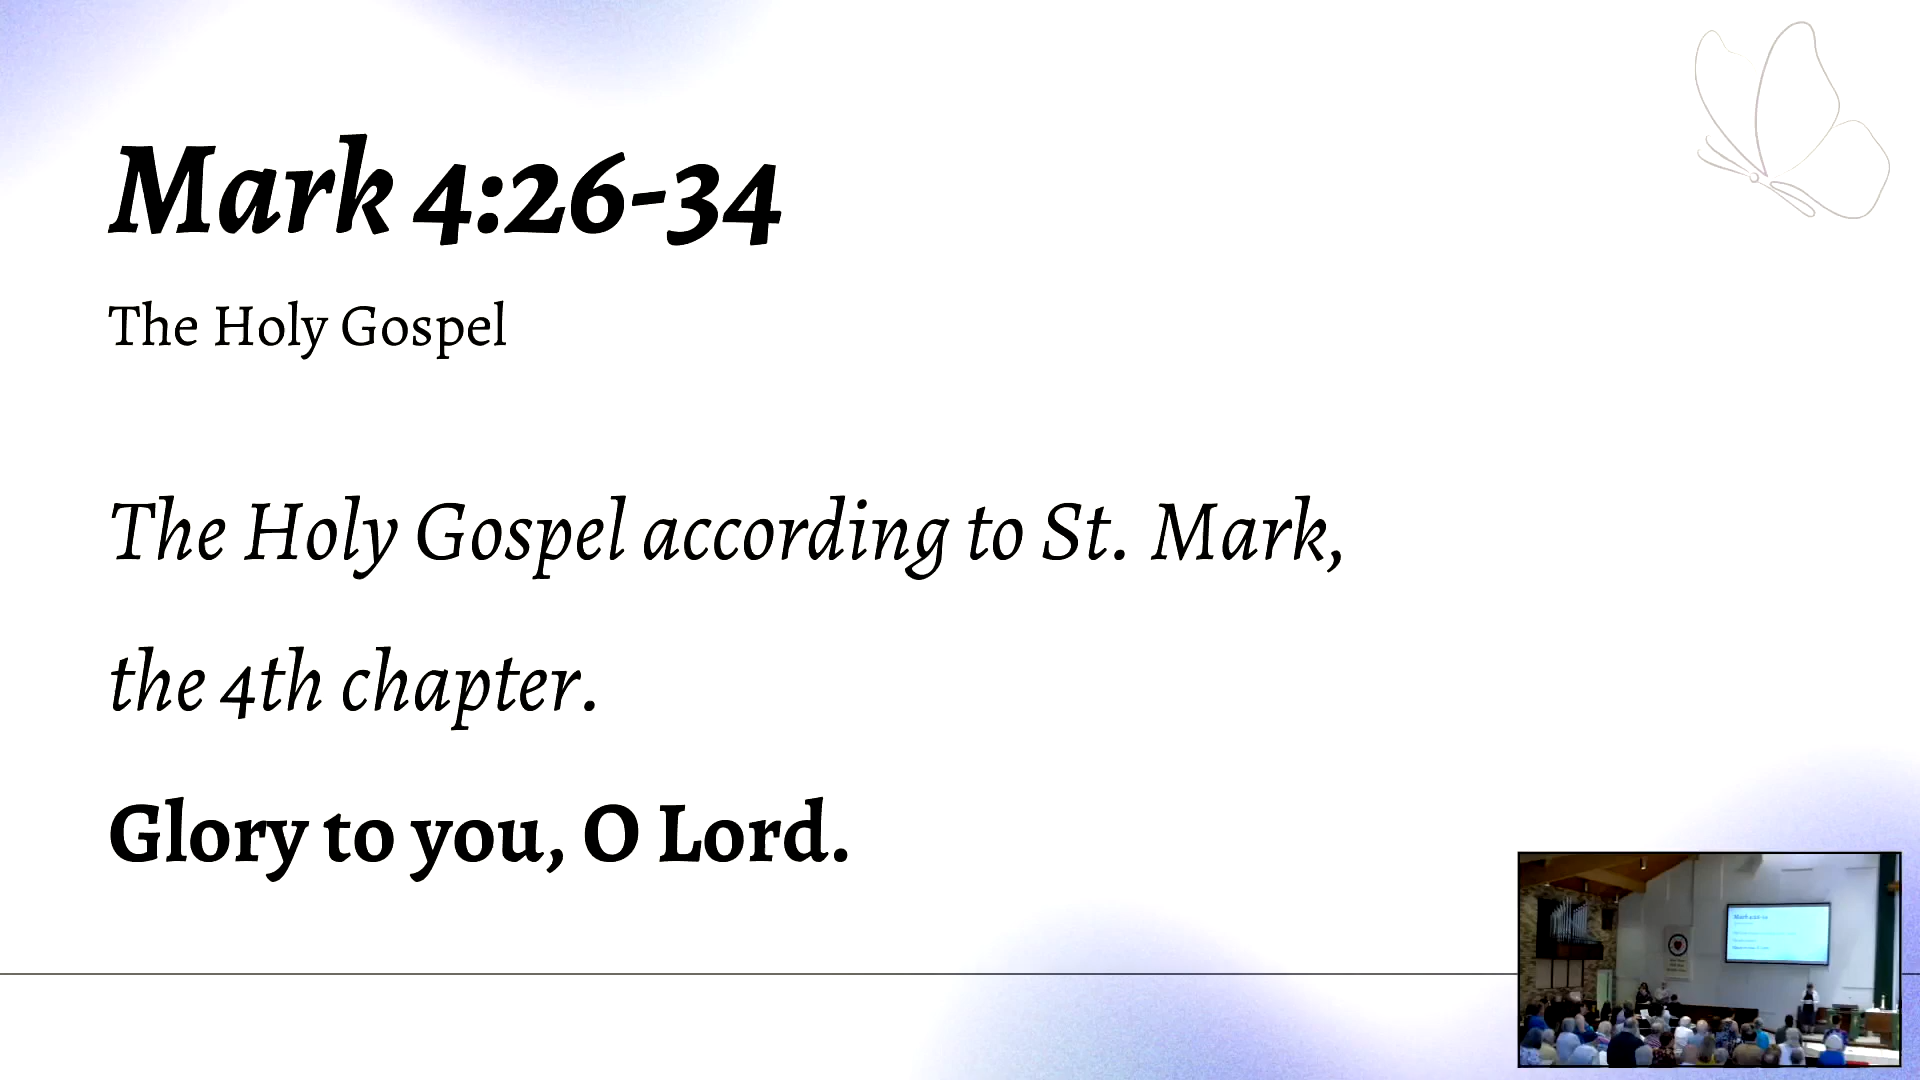 Mark 4:26-34
The Holy Gospel
The Holy Gospel according to St. Mark,
the 4th chapter.
Glory to you, O Lord.